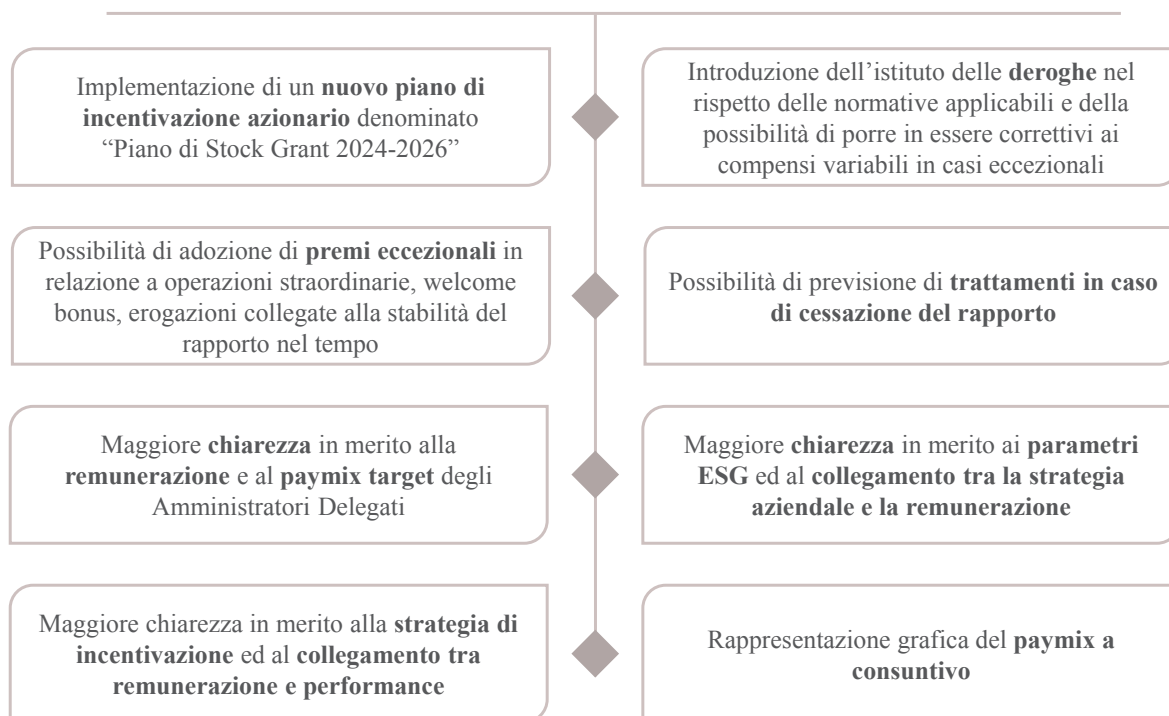 Implementazione di un nuovo piano di
incentivazione azionario denominato
“Piano di Stock Grant 2024-2026”
Introduzione dell’istituto delle deroghe nel
rispetto delle normative applicabili e della
possibilità di porre in essere correttivi ai
compensi variabili in casi eccezionali
Possibilità di adozione di premi eccezionali in
relazione a operazioni straordinarie, welcome
bonus, erogazioni collegate alla stabilità del
rapporto nel tempo
Possibilità di previsione di trattamenti in caso
di cessazione del rapporto
Maggiore chiarezza in merito alla
remunerazione e al paymix target degli
Amministratori Delegati
Maggiore chiarezza in merito ai parametri
ESG ed al collegamento tra la strategia
aziendale e la remunerazione
Maggiore chiarezza in merito alla strategia di
incentivazione ed al collegamento tra
remunerazione e performance
Rappresentazione grafica del paymix a
consuntivo